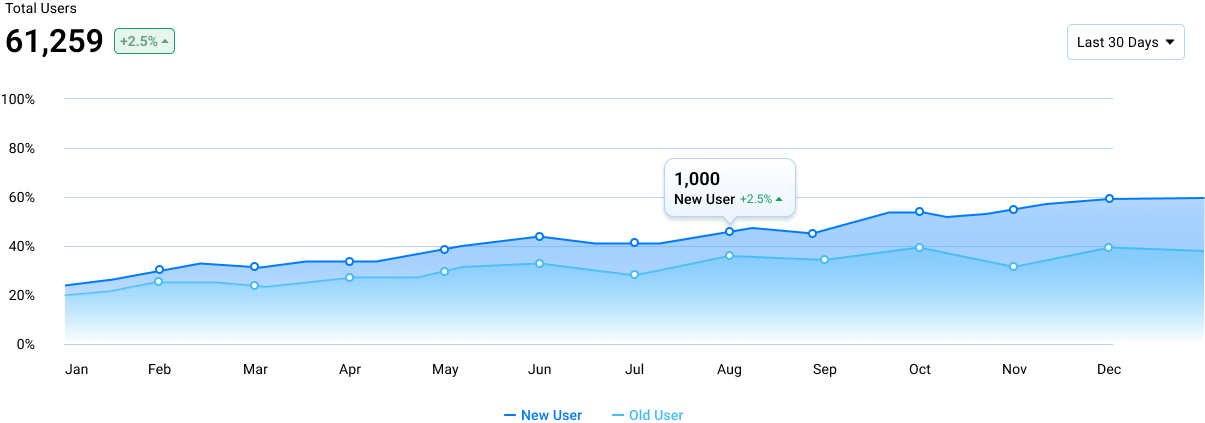 Total Users
61,259 +2.5%
Last 30 Days
100%
80%
60%
40%
20%
0%
1,000
New User +2.5%
Jan Feb Mar Apr May Jun Jul Aug Sep Oct Nov Dec
New User Old User